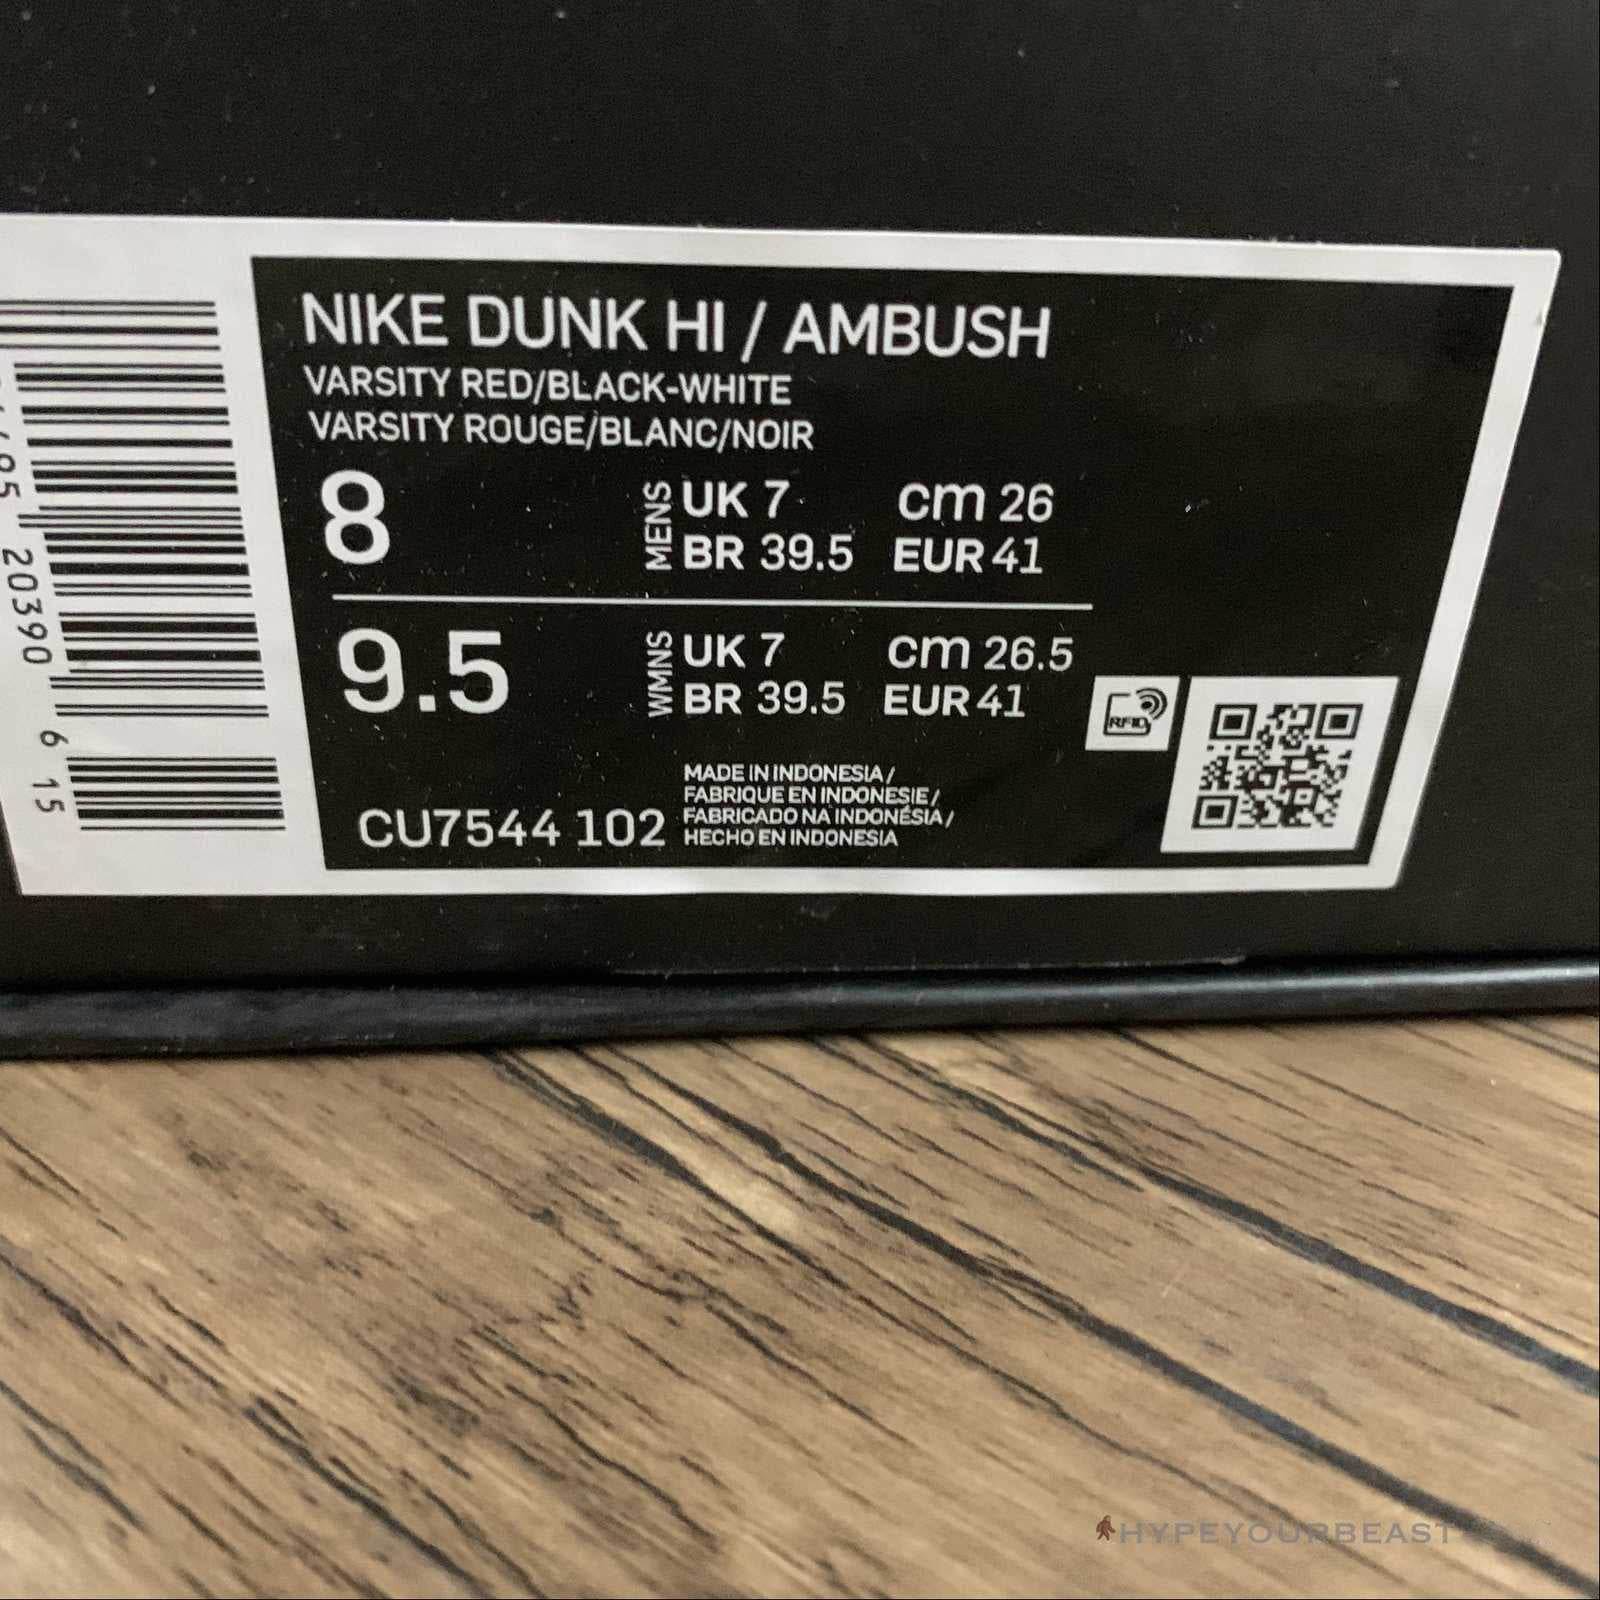 NIKE DUNK HI / AMBUSH
VARSITY RED/BLACK-WHITE
VARSITY ROUGE/BLANC/NOIR
8 MENS UK 7 CM 26
BR 39.5 EUR 41
9.5 WMNS UK 7 CM 26.5
BR 39.5 EUR 41
RFID
CU7544 102
MADE IN INDONESIA /
FABRIQUE EN INDONESIE /
FABRICADO NA INDONÉSIA /
HECHO EN INDONESIA
20390 6 15
HYPEYOURBEAST